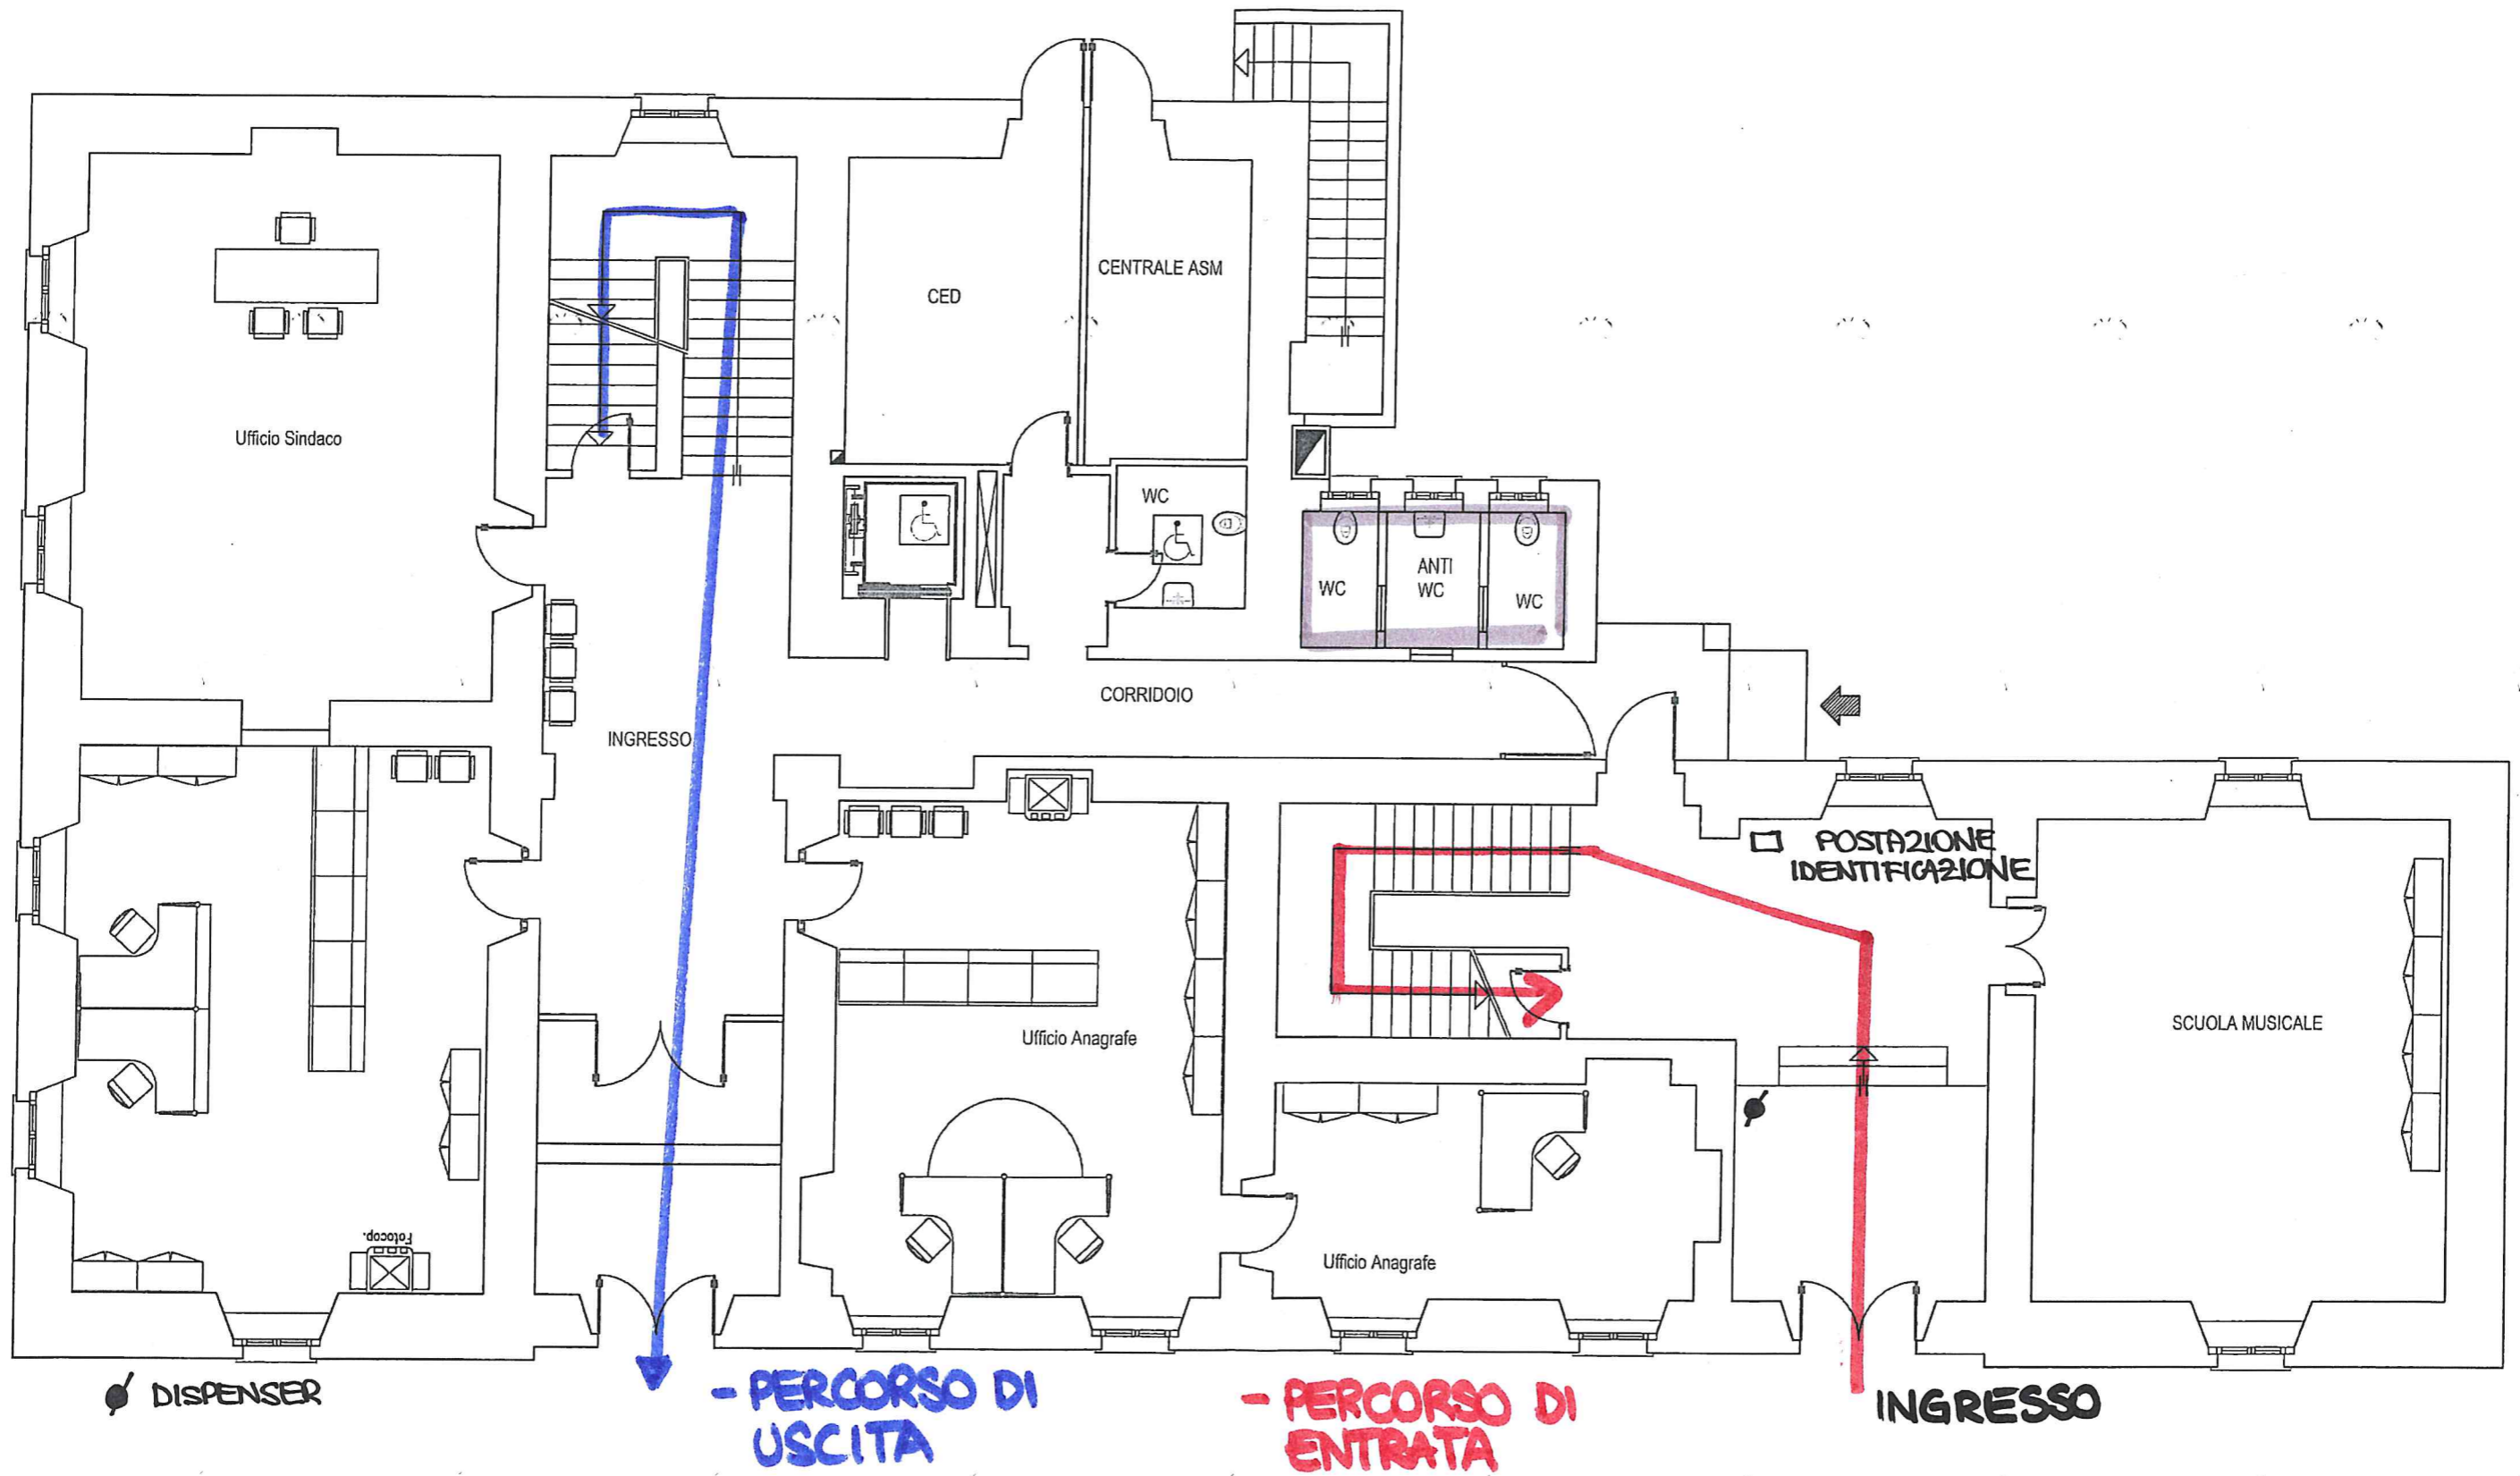 CENTRALE ASM
CED
Ufficio Sindaco
WC
WC
ANTI
WC
WC
CORRIDOIO
INGRESSO
POSTAZIONE
IDENTIFICAZIONE
SCUOLA MUSICALE
Ufficio Anagrafe
Fotocop.
Ufficio Anagrafe
DISPENSER
- PERCORSO DI
USCITA
- PERCORSO DI
ENTRATA
INGRESSO